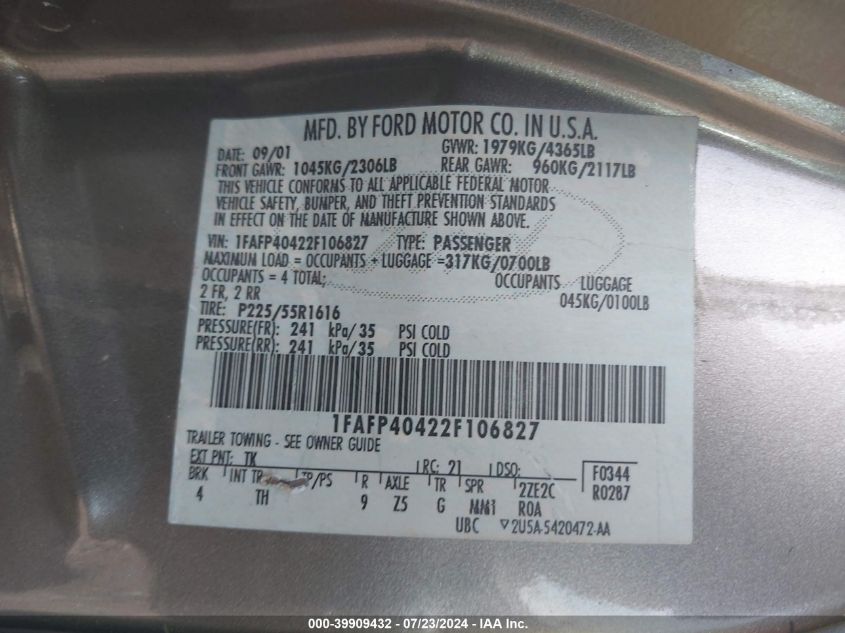 MFD. BY FORD MOTOR CO. IN U.S.A.
DATE: 09/01 GVWR: 1979KG/4365LB
FRONT GAWR: 1045KG/2306LB REAR GAWR: 960KG/2117LB
THIS VEHICLE CONFORMS TO ALL APPLICABLE FEDERAL MOTOR
VEHICLE SAFETY, BUMPER, AND THEFT PREVENTION STANDARDS
IN EFFECT ON THE DATE OF MANUFACTURE SHOWN ABOVE.
VIN: 1FAFP40422F106827 TYPE: PASSENGER
MAXIMUM LOAD = OCCUPANTS + LUGGAGE =317KG/0700LB
OCCUPANTS = 4 TOTAL; OCCUPANTS LUGGAGE
2 FR, 2 RR 045KG/0100LB
TIRE: P225/55R1616
PRESSURE(FR): 241 kPa/35 PSI COLD
PRESSURE(RR): 241 kPa/35 PSI COLD
1FAFP40422F106827
TRAILER TOWING - SEE OWNER GUIDE
EXT PNT: TK RC: 21 DSO: F0344
BRK INT TR TP/PS R AXLE TR SPR 2ZE2C R0287
4 TH 9 Z5 G MM1 ROA
UBC ▽2U5A-5420472-AA
000-39909432 - 07/23/2024 - IAA Inc.